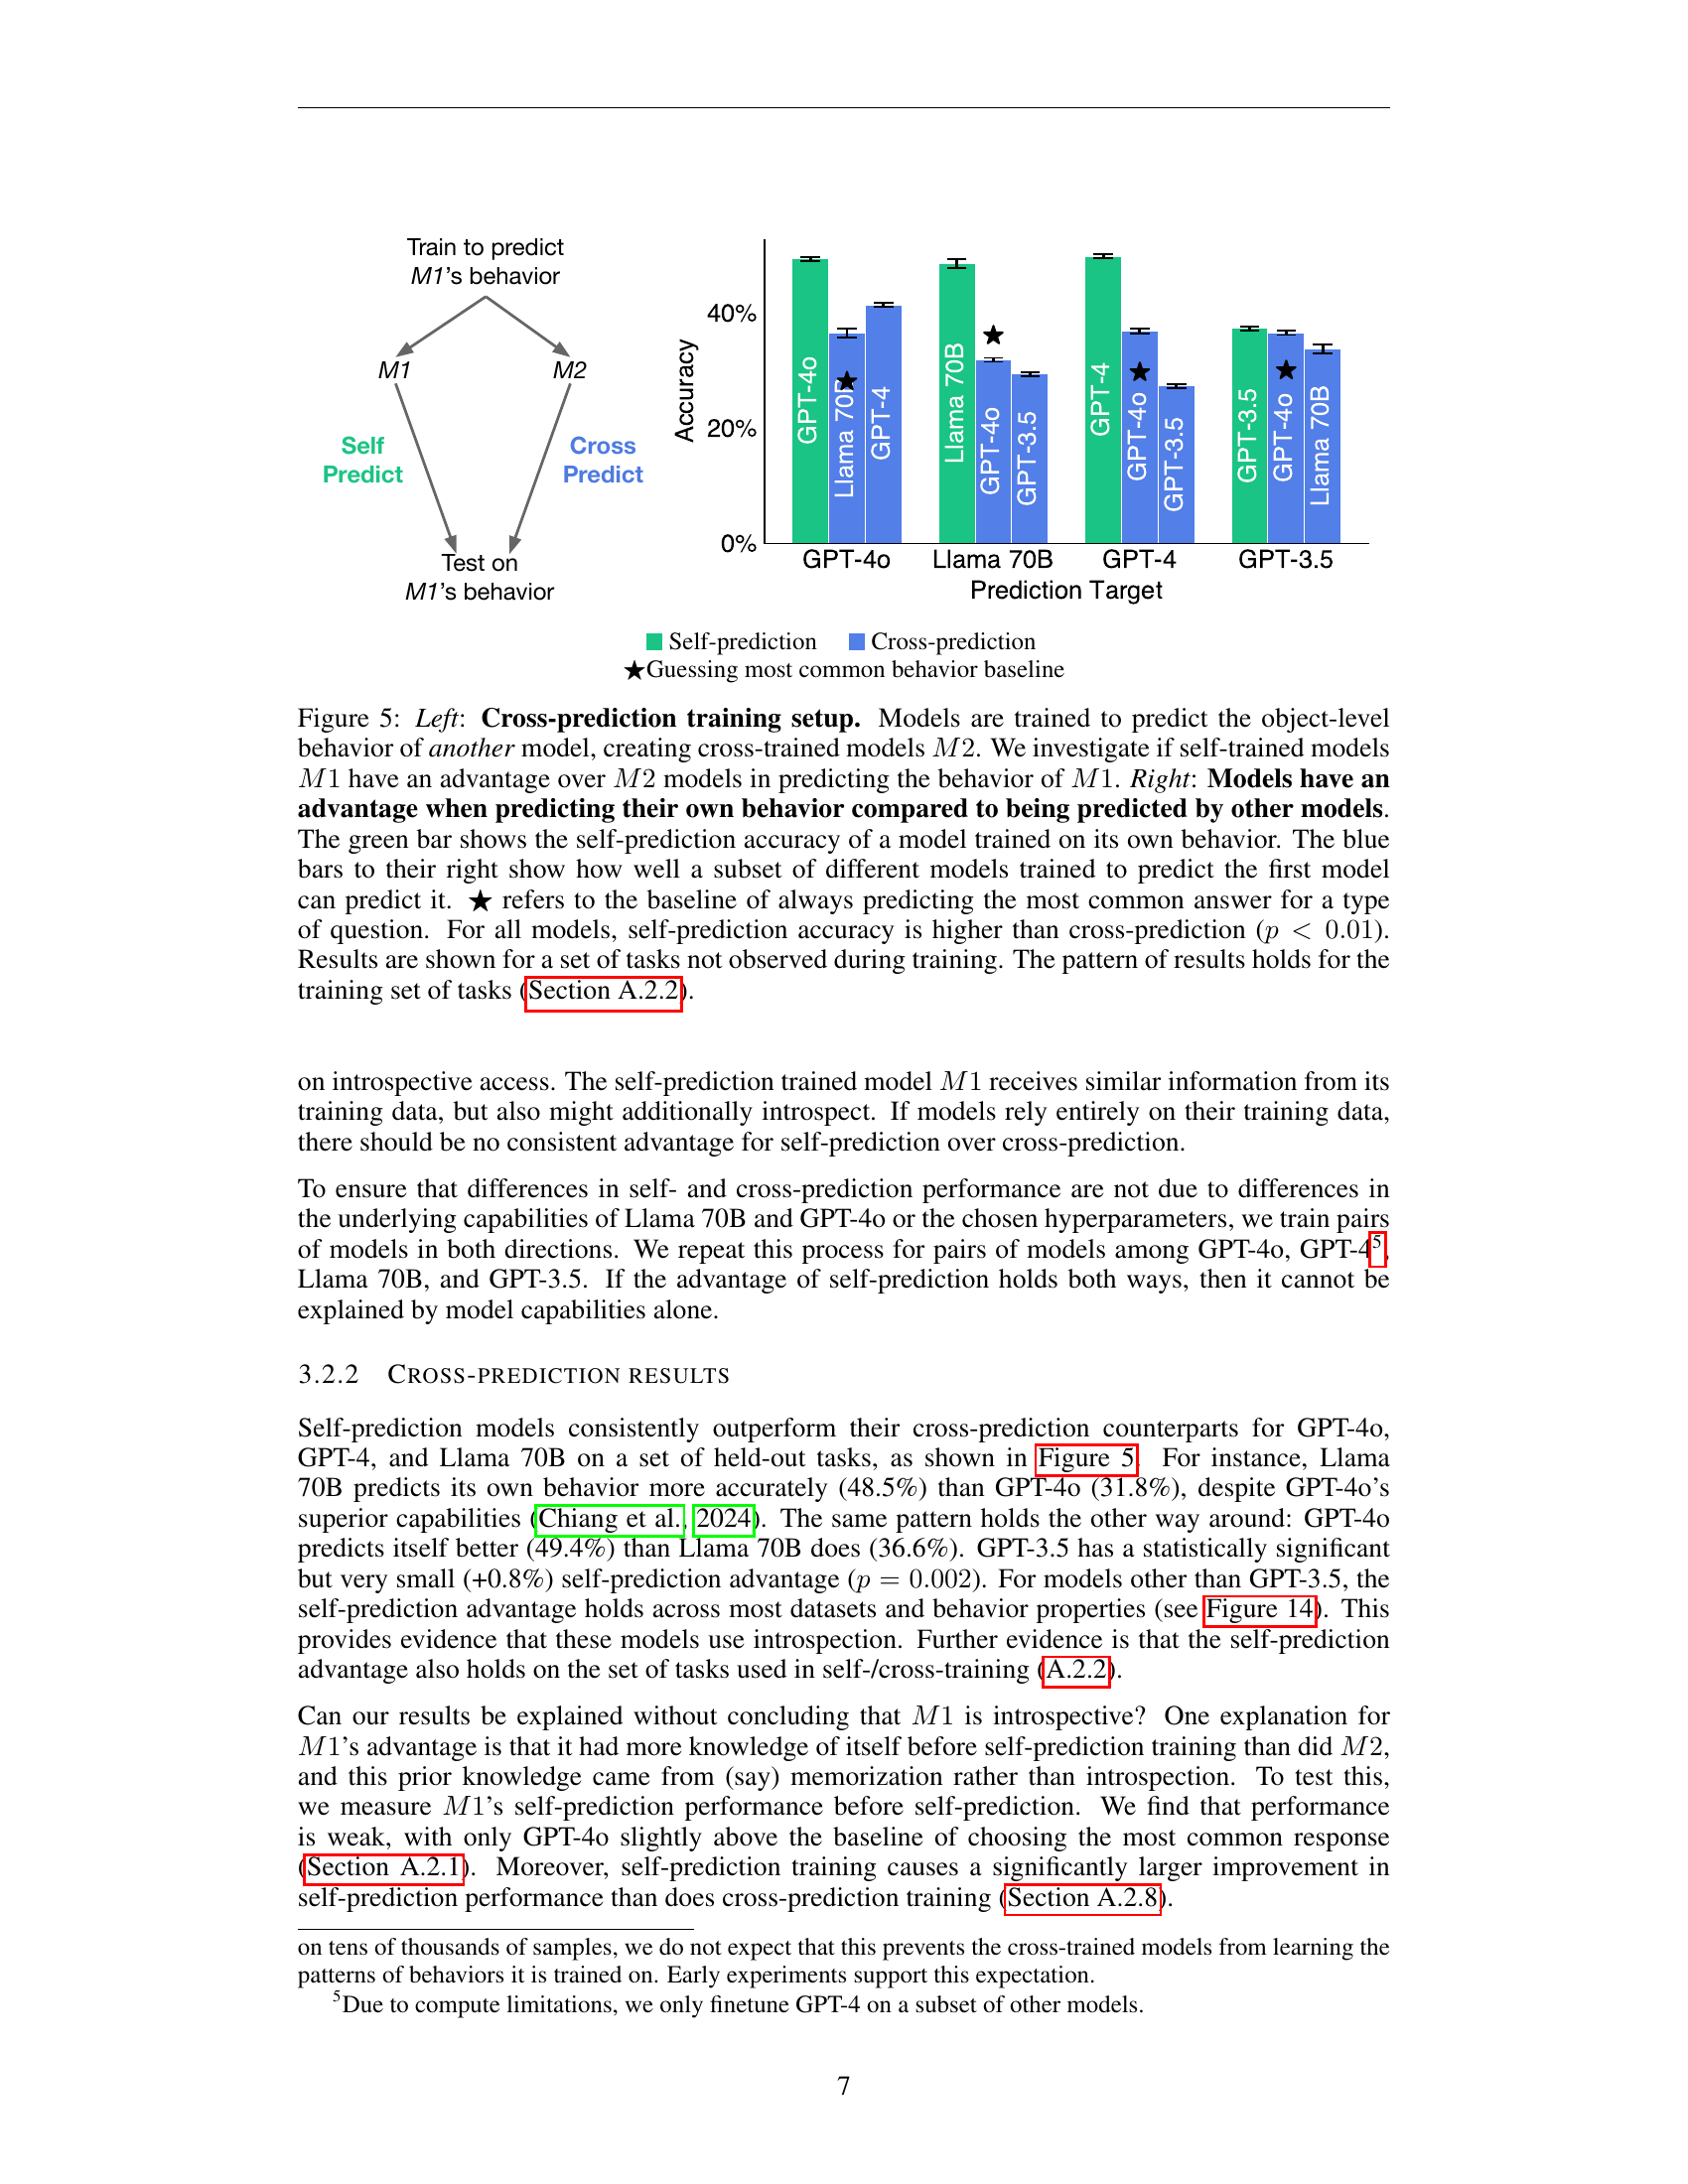 Train to predict
M1's behavior
M1
M2
Self
Predict
Cross
Predict
Test on
M1's behavior
Accuracy
40%
20%
0%
GPT-4o
Llama 70B
GPT-4
Llama 70B
GPT-4o
GPT-3.5
GPT-4
GPT-4o
GPT-3.5
GPT-3.5
GPT-4o
Llama 70B
GPT-4o Llama 70B GPT-4 GPT-3.5
Prediction Target
Self-prediction Cross-prediction
★Guessing most common behavior baseline
Figure 5: Left: Cross-prediction training setup. Models are trained to predict the object-level
behavior of another model, creating cross-trained models M2. We investigate if self-trained models
M1 have an advantage over M2 models in predicting the behavior of M1. Right: Models have an
advantage when predicting their own behavior compared to being predicted by other models.
The green bar shows the self-prediction accuracy of a model trained on its own behavior. The blue
bars to their right show how well a subset of different models trained to predict the first model
can predict it. ★ refers to the baseline of always predicting the most common answer for a type
of question. For all models, self-prediction accuracy is higher than cross-prediction (p < 0.01).
Results are shown for a set of tasks not observed during training. The pattern of results holds for the
training set of tasks (Section A.2.2).
on introspective access. The self-prediction trained model M1 receives similar information from its
training data, but also might additionally introspect. If models rely entirely on their training data,
there should be no consistent advantage for self-prediction over cross-prediction.
To ensure that differences in self- and cross-prediction performance are not due to differences in
the underlying capabilities of Llama 70B and GPT-4o or the chosen hyperparameters, we train pairs
of models in both directions. We repeat this process for pairs of models among GPT-4o, GPT-4⁵,
Llama 70B, and GPT-3.5. If the advantage of self-prediction holds both ways, then it cannot be
explained by model capabilities alone.
3.2.2 CROSS-PREDICTION RESULTS
Self-prediction models consistently outperform their cross-prediction counterparts for GPT-4o,
GPT-4, and Llama 70B on a set of held-out tasks, as shown in Figure 5. For instance, Llama
70B predicts its own behavior more accurately (48.5%) than GPT-4o (31.8%), despite GPT-4o's
superior capabilities (Chiang et al., 2024). The same pattern holds the other way around: GPT-4o
predicts itself better (49.4%) than Llama 70B does (36.6%). GPT-3.5 has a statistically significant
but very small (+0.8%) self-prediction advantage (p = 0.002). For models other than GPT-3.5, the
self-prediction advantage holds across most datasets and behavior properties (see Figure 14). This
provides evidence that these models use introspection. Further evidence is that the self-prediction
advantage also holds on the set of tasks used in self-/cross-training (A.2.2).
Can our results be explained without concluding that M1 is introspective? One explanation for
M1's advantage is that it had more knowledge of itself before self-prediction training than did M2,
and this prior knowledge came from (say) memorization rather than introspection. To test this,
we measure M1's self-prediction performance before self-prediction. We find that performance
is weak, with only GPT-4o slightly above the baseline of choosing the most common response
(Section A.2.1). Moreover, self-prediction training causes a significantly larger improvement in
self-prediction performance than does cross-prediction training (Section A.2.8).
on tens of thousands of samples, we do not expect that this prevents the cross-trained models from learning the
patterns of behaviors it is trained on. Early experiments support this expectation.
⁵Due to compute limitations, we only finetune GPT-4 on a subset of other models.
7